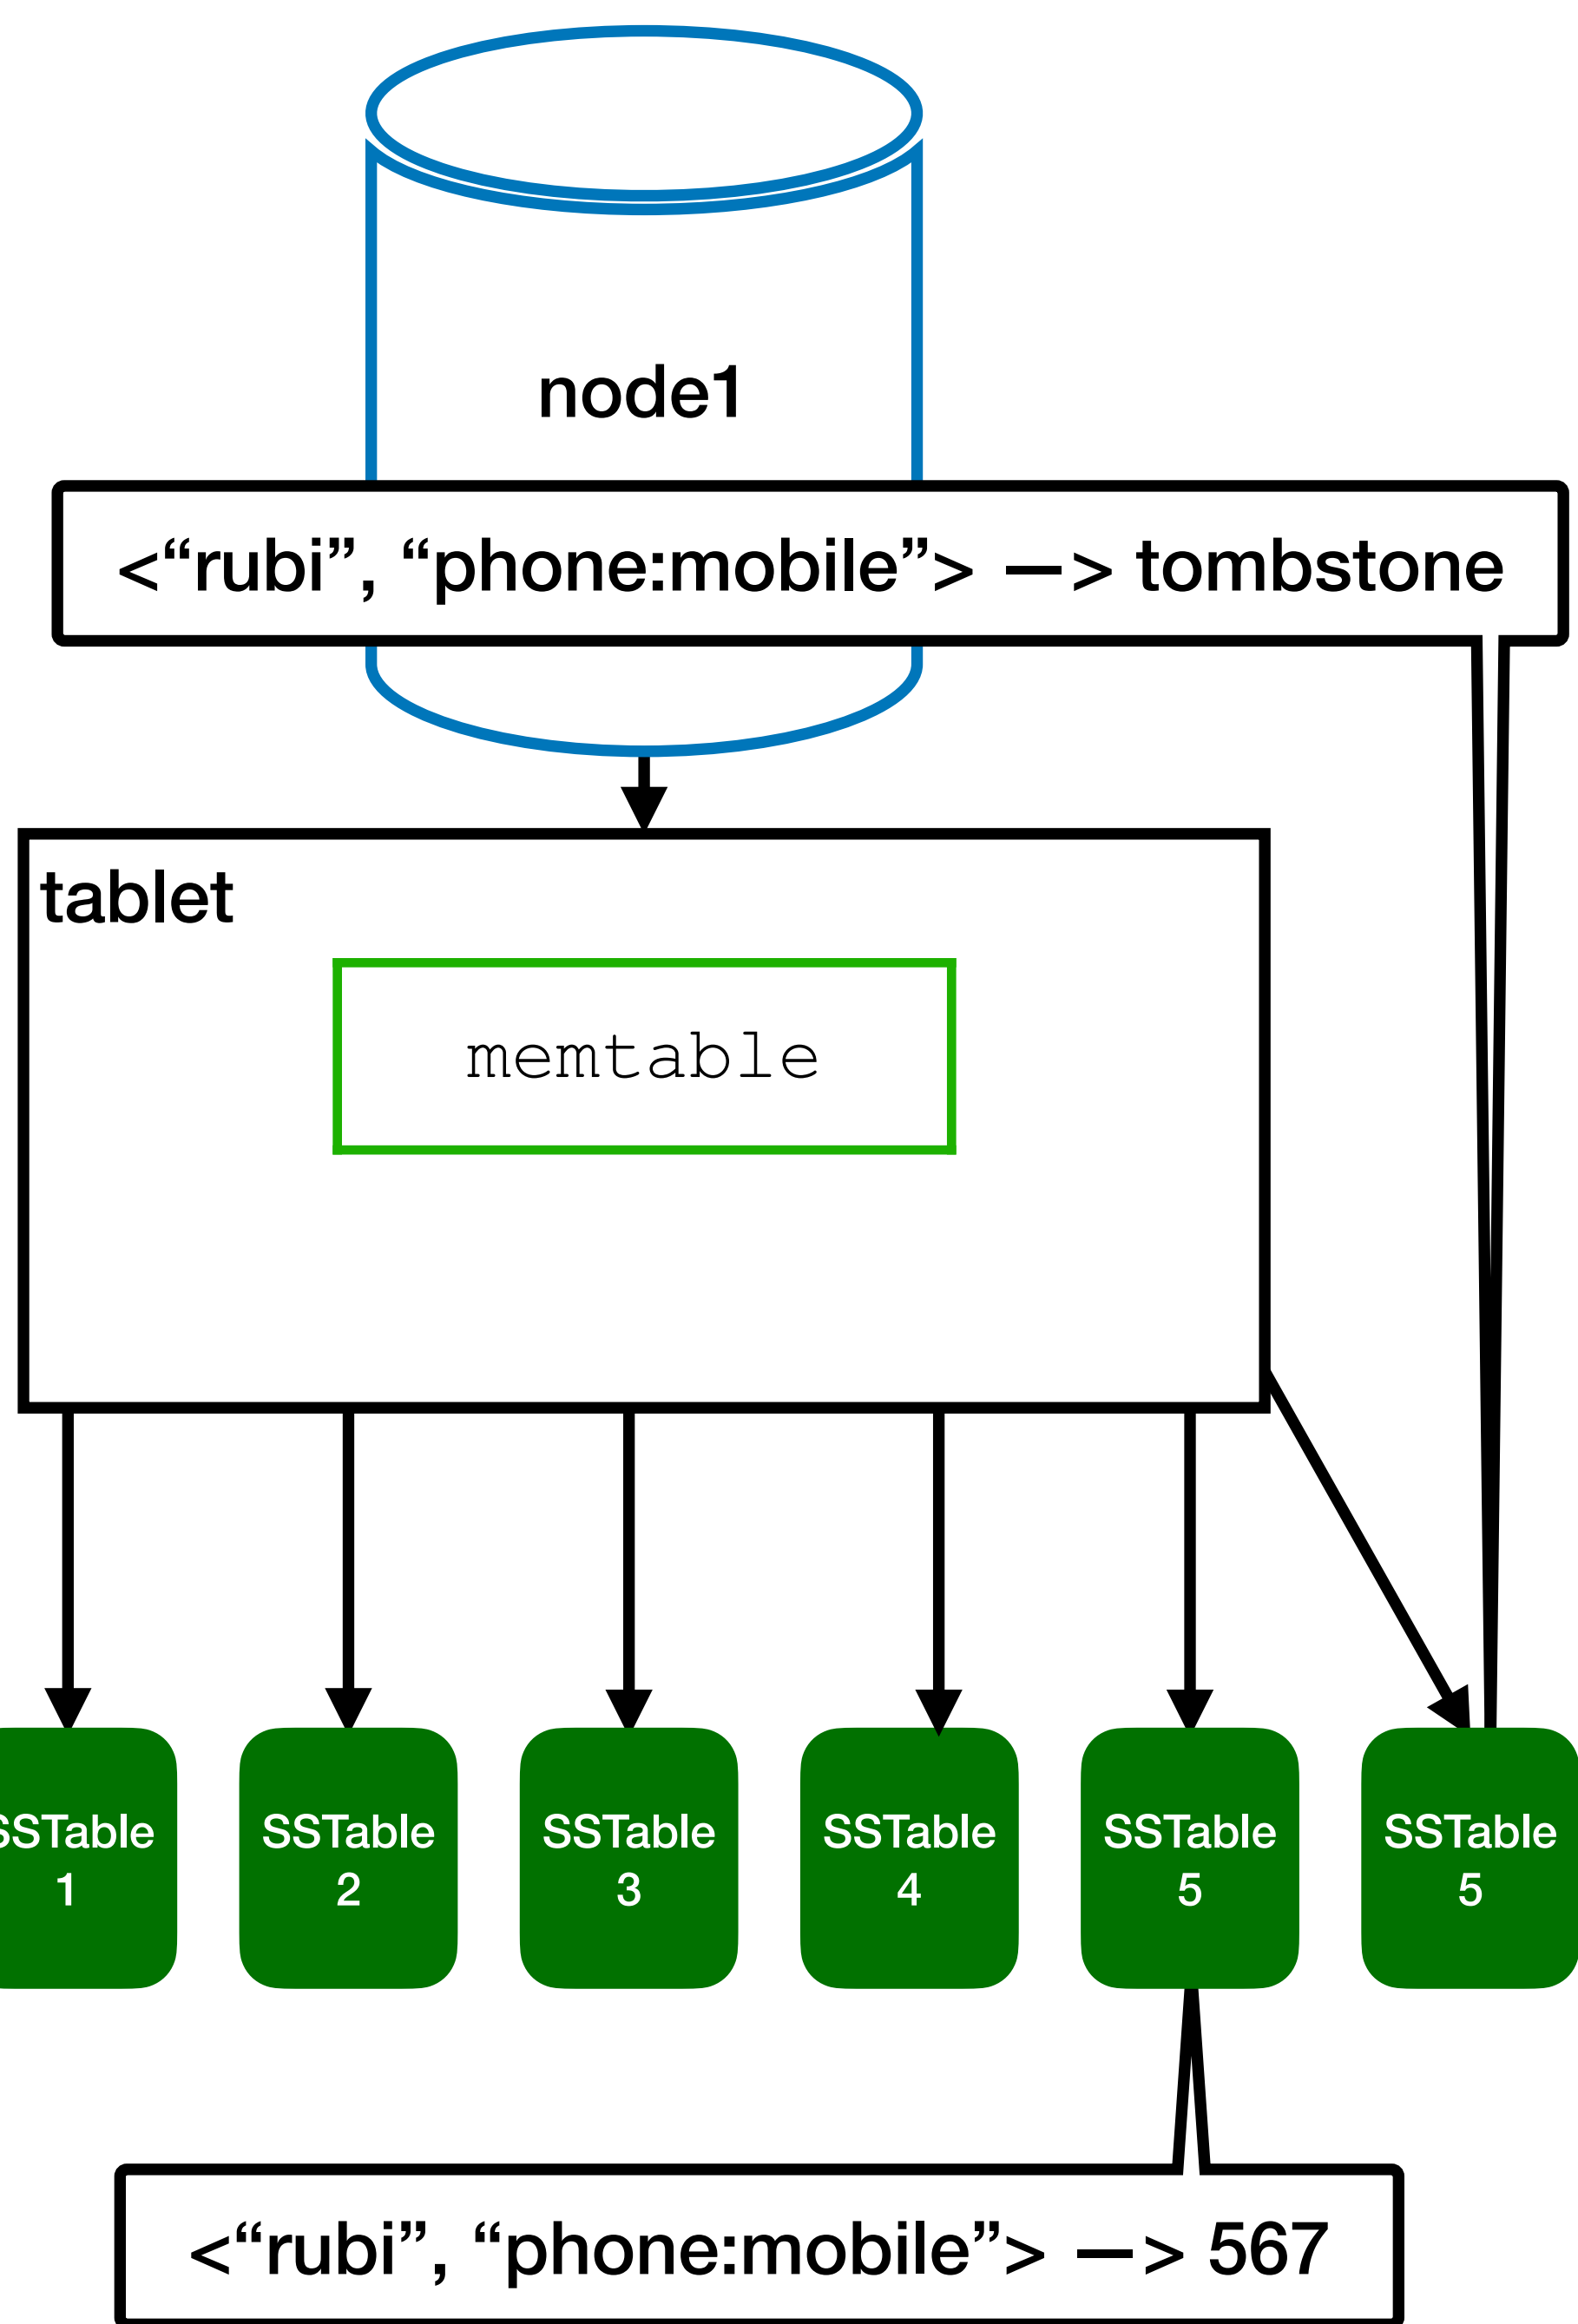 node1
<“rubi”, “phone:mobile”> —> tombstone
tablet
memtable
SSTable
1
SSTable
2
SSTable
3
SSTable
4
SSTable
5
SSTable
5
<“rubi”, “phone:mobile”> —> 567